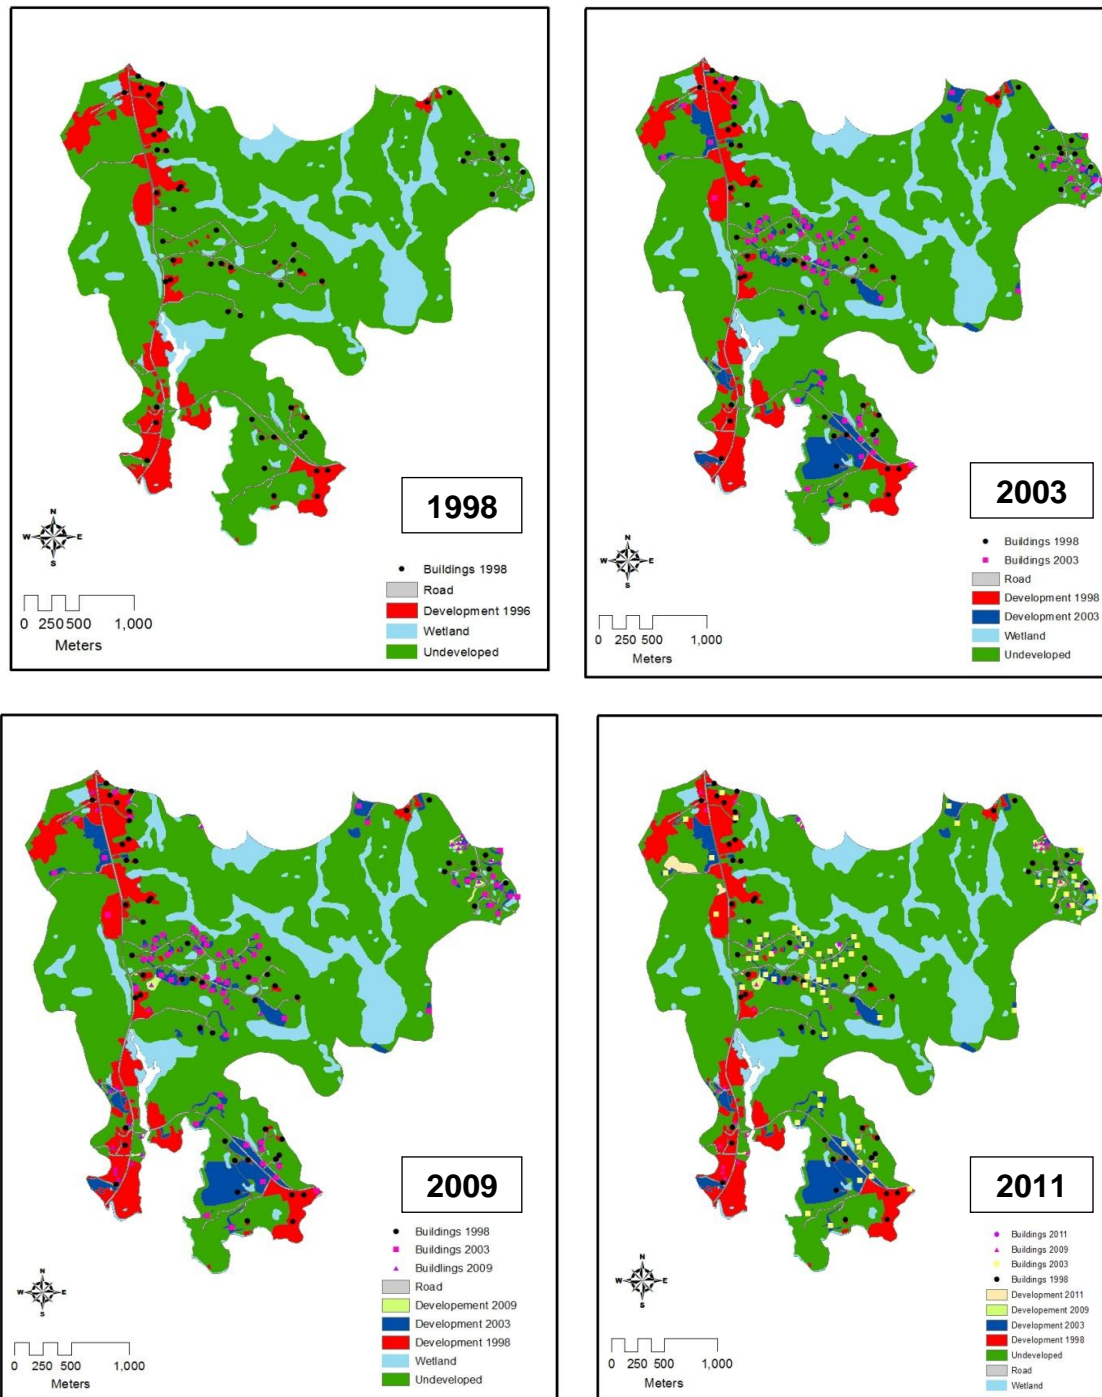 1998
N
W E
S
0 250 500 1,000
Meters
Buildings 1998
Road
Development 1996
Wetland
Undeveloped
2003
N
W E
S
0 250 500 1,000
Meters
Buildings 1998
Buildings 2003
Road
Development 1998
Development 2003
Wetland
Undeveloped
2009
N
W E
S
0 250 500 1,000
Meters
Buildings 1998
Buildings 2003
Buildlings 2009
Road
Developement 2009
Development 2003
Development 1998
Wetland
Undeveloped
2011
N
W E
S
0 250 500 1,000
Meters
Buildings 2011
Buildings 2009
Buildings 2003
Buildings 1998
Development 2011
Developement 2009
Development 2003
Development 1998
Undeveloped
Road
Wetland